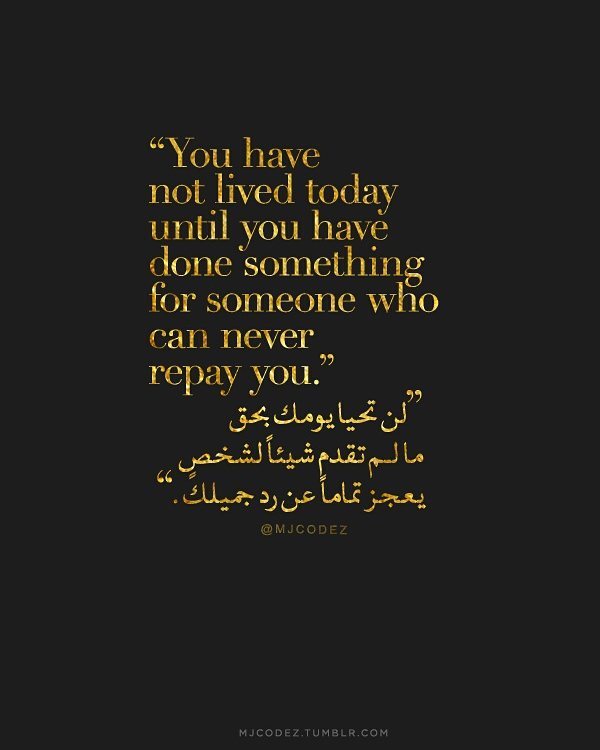 “You have
not lived today
until you have
done something
for someone who
can never
repay you.”
”لن تحيا يومك بحق
ما لم تقدم شيئاً لشخصٍ
يعجز تماماً عن رد جميلكَ.“
@MJCODEZ
MJCODEZ.TUMBLR.COM